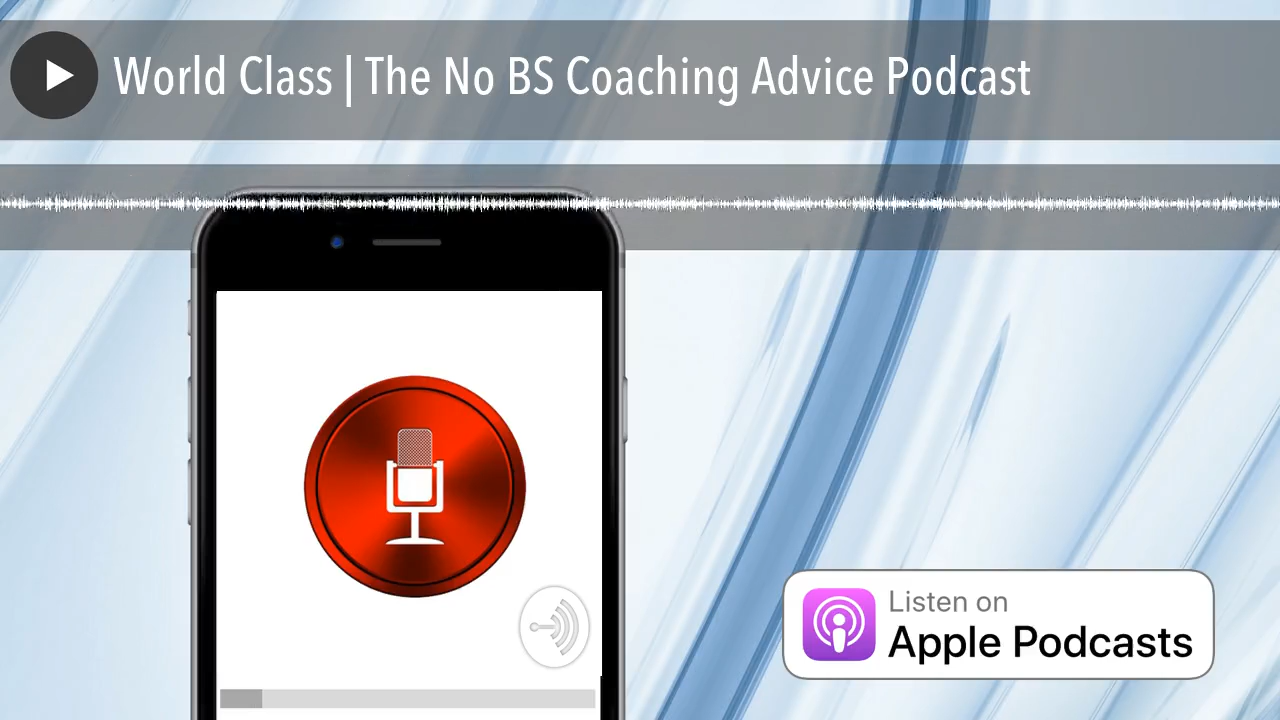 World Class | The No BS Coaching Advice Podcast
Listen on
Apple Podcasts